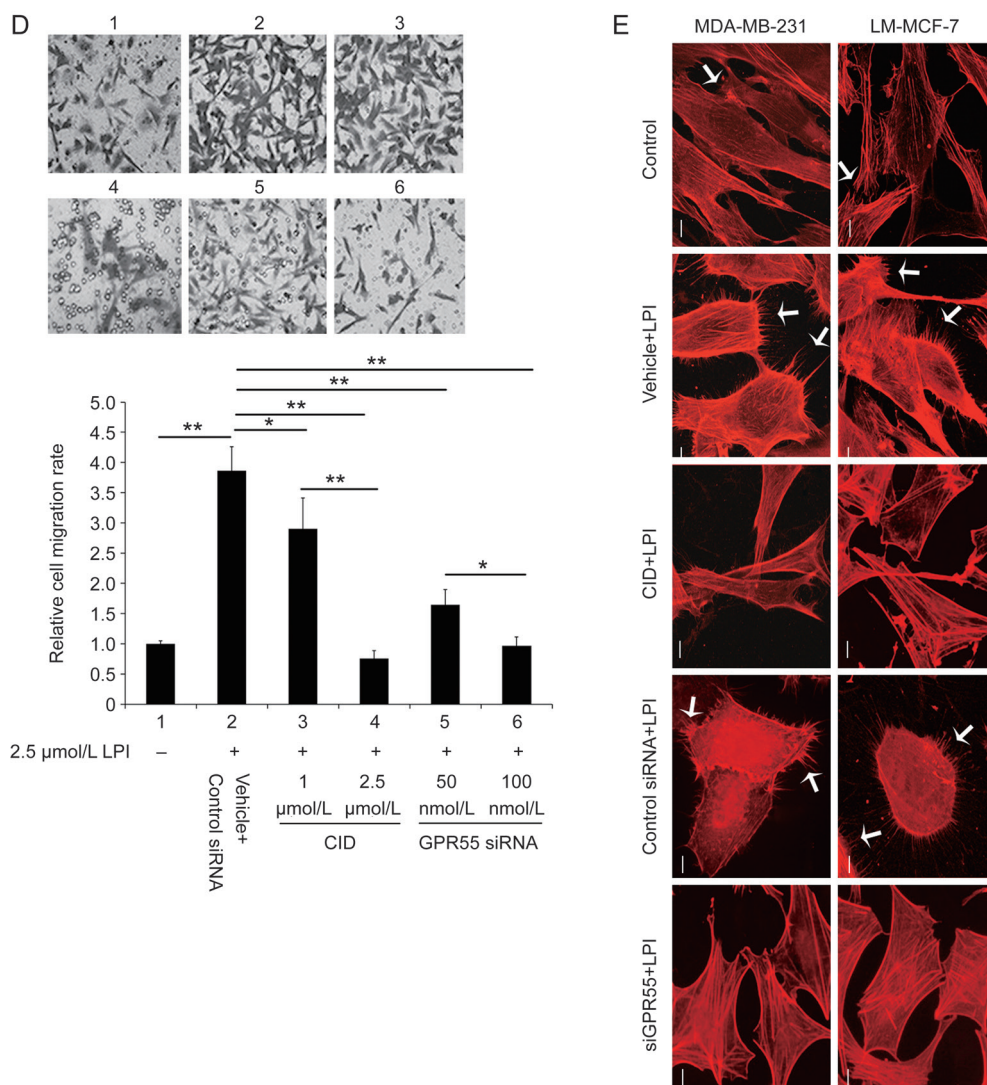 D
1 2 3
4 5 6
** 
**
**
** *
**
*
Relative cell migration rate
5.0
4.5
4.0
3.5
3.0
2.5
2.0
1.5
1.0
0.5
0
1 2 3 4 5 6
2.5 μmol/L LPI – + + + + +
Vehicle+
Control siRNA
1 2.5 50 100
μmol/L μmol/L nmol/L nmol/L
CID GPR55 siRNA
E
MDA-MB-231 LM-MCF-7
Control
Vehicle+LPI
CID+LPI
Control siRNA+LPI
siGPR55+LPI